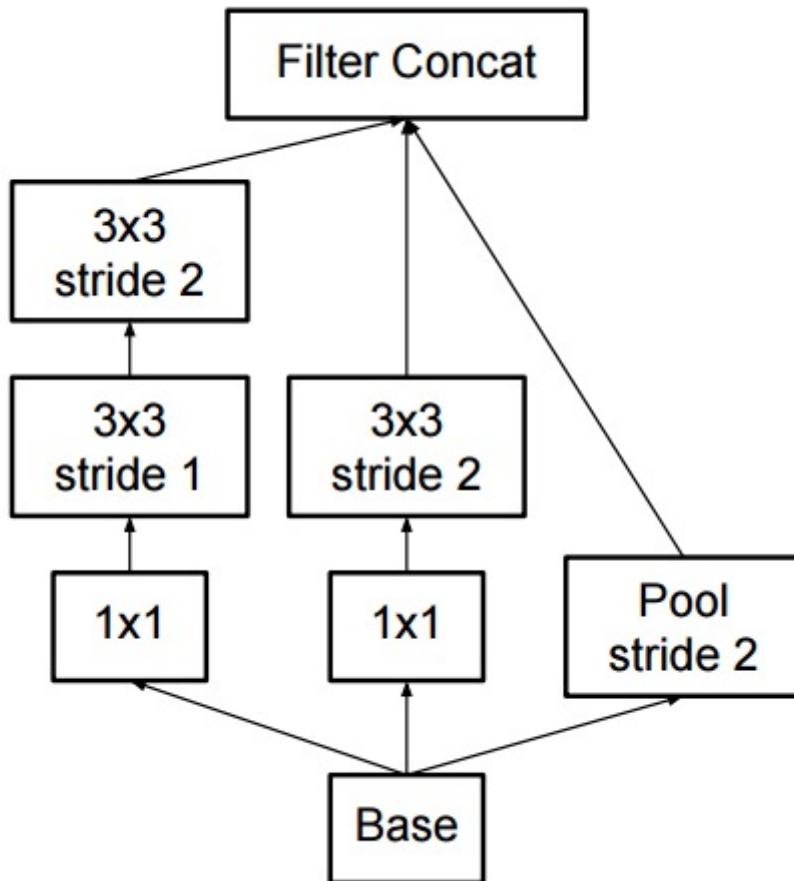 Filter Concat
3x3
stride 2
3x3
stride 1
3x3
stride 2
1x1
1x1
Pool
stride 2
Base